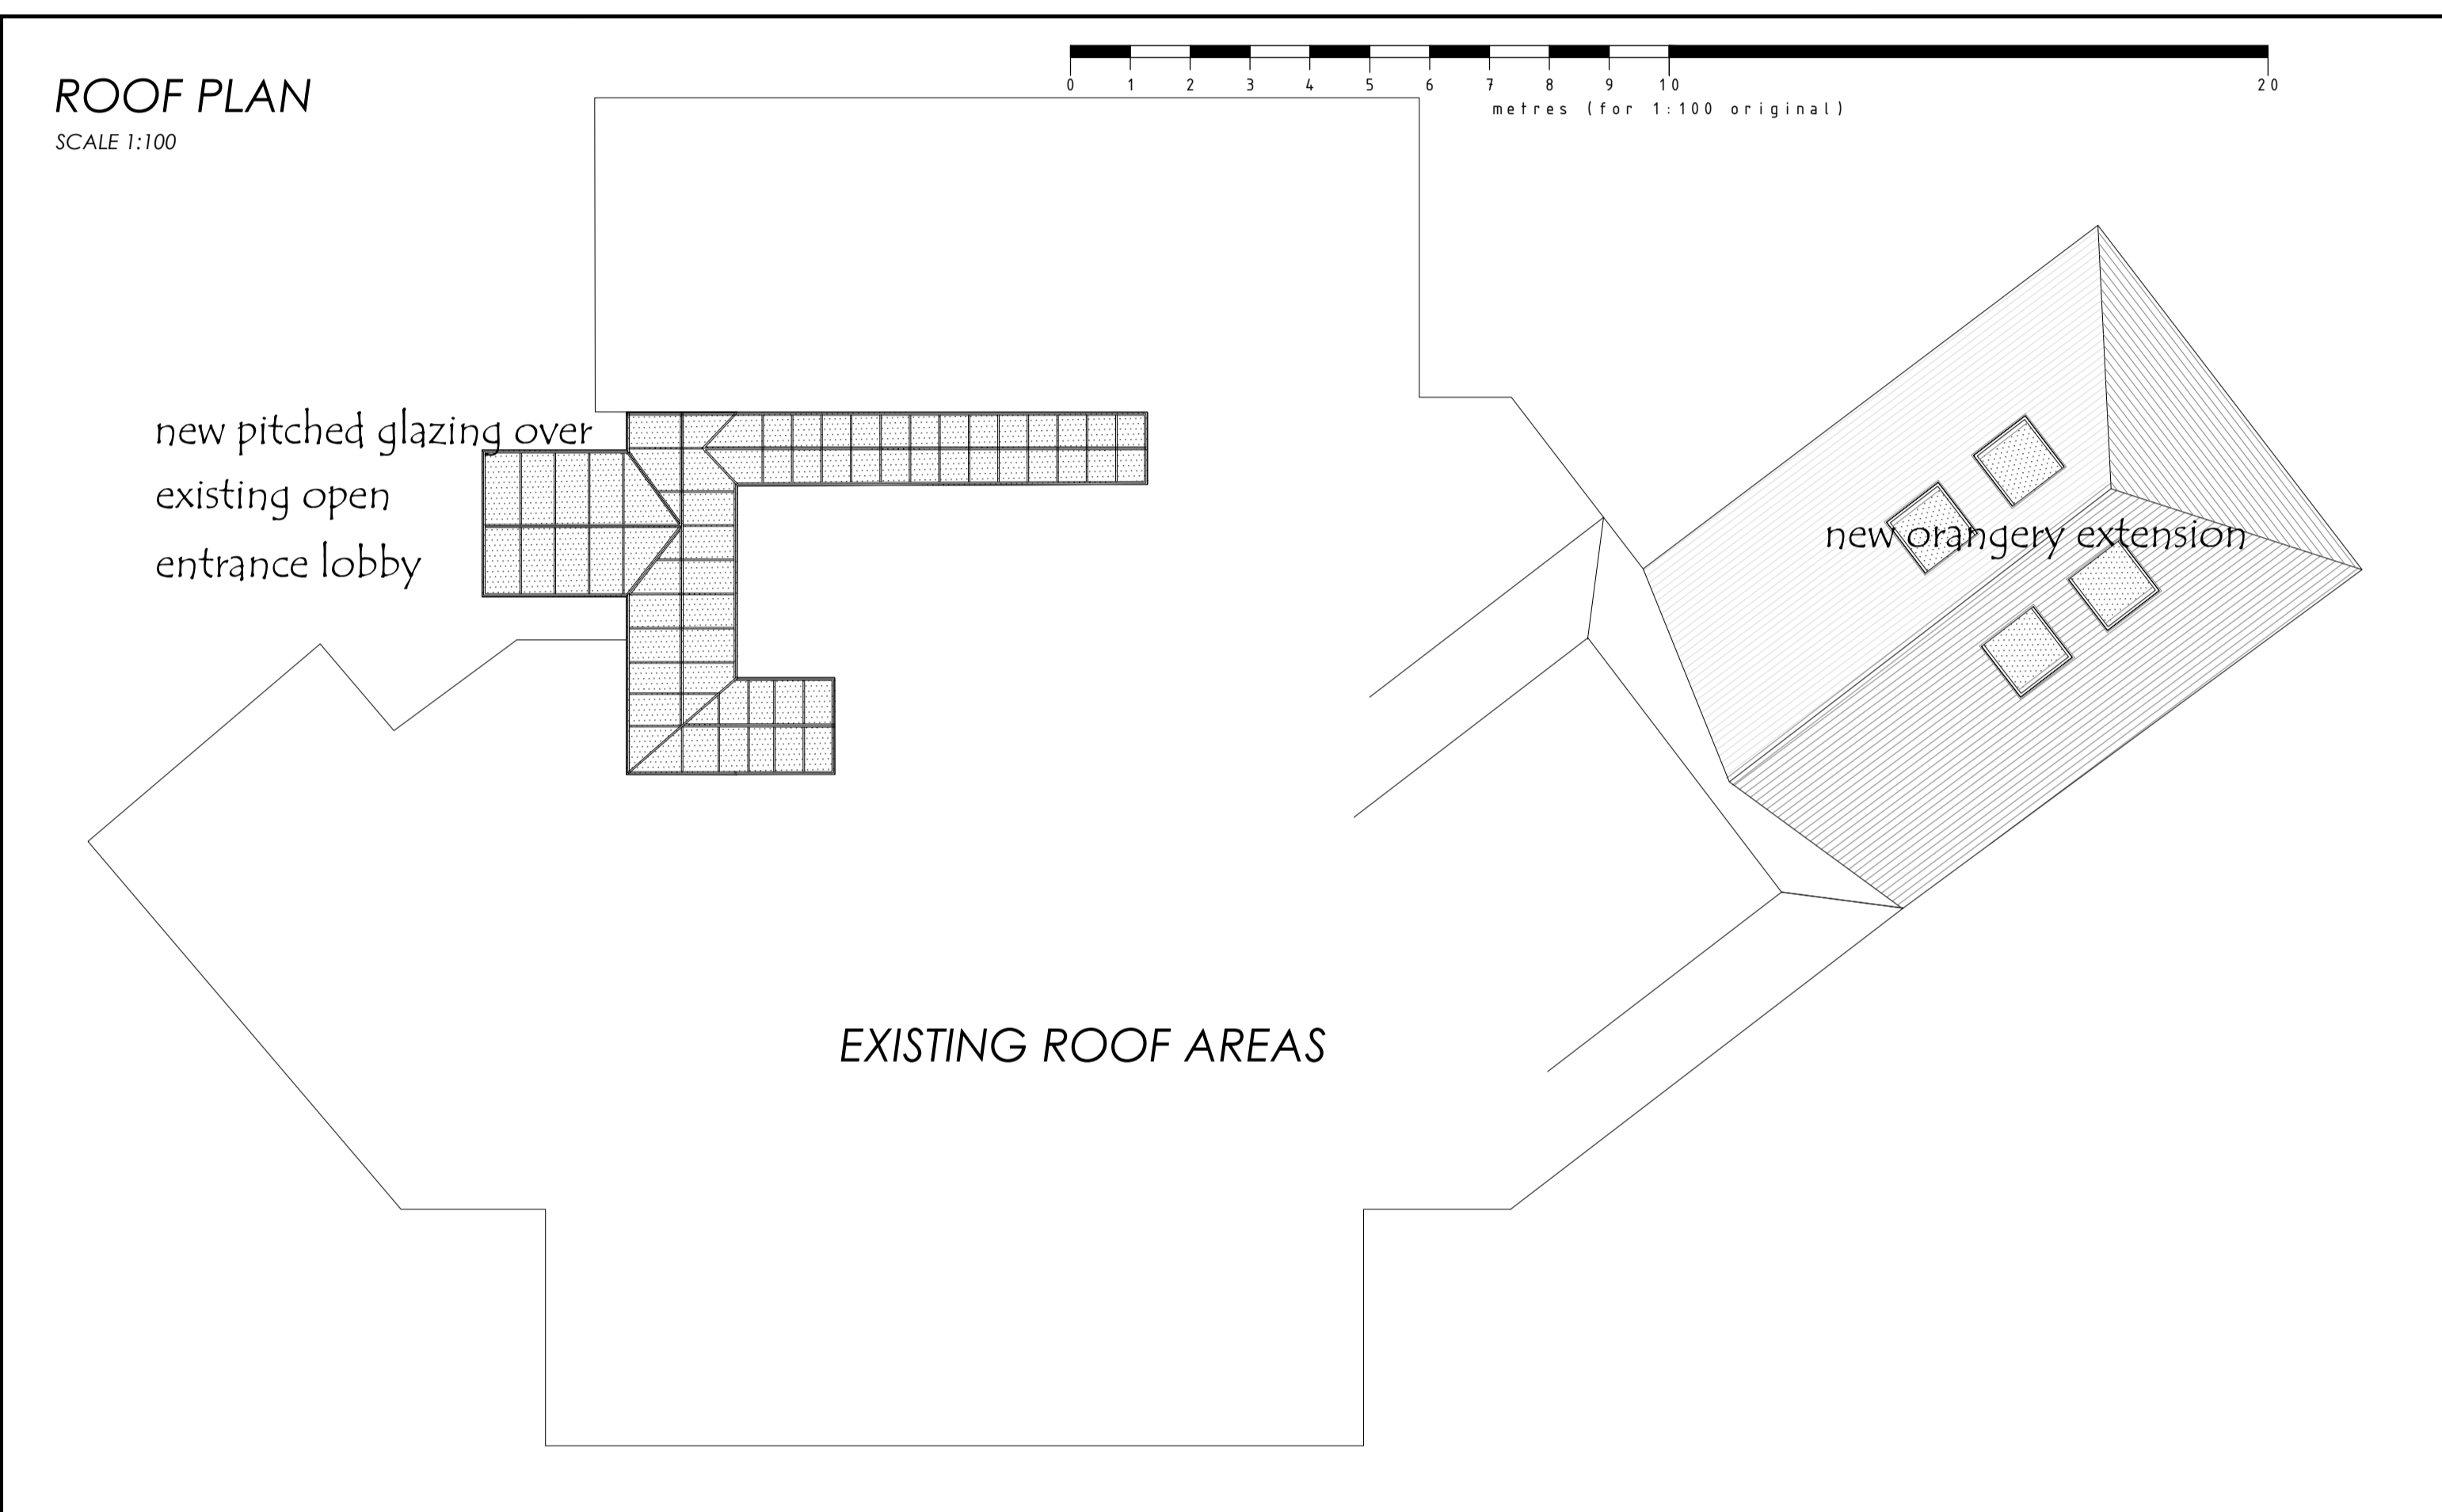 ROOF PLAN
SCALE 1:100
0 1 2 3 4 5 6 7 8 9 10 20
metres (for 1:100 original)
new pitched glazing over
existing open
entrance lobby
new orangery extension
EXISTING ROOF AREAS